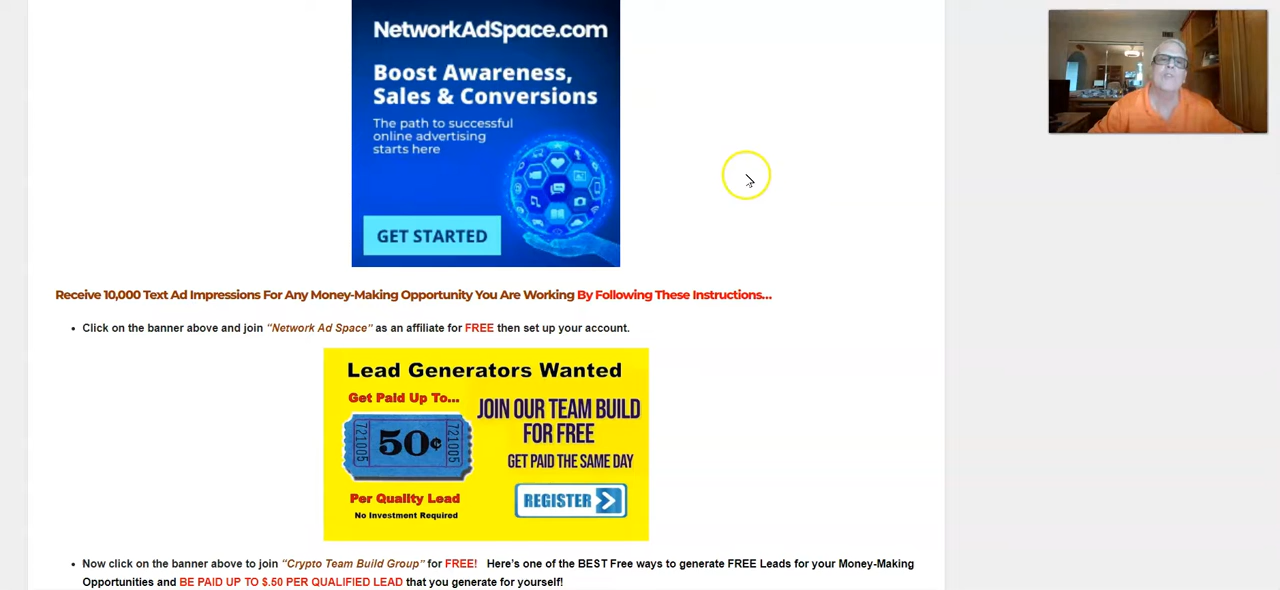 NetworkAdSpace.com
Boost Awareness,
Sales & Conversions
The path to successful
online advertising
starts here
GET STARTED
Receive 10,000 Text Ad Impressions For Any Money-Making Opportunity You Are Working By Following These Instructions...
• Click on the banner above and join "Network Ad Space" as an affiliate for FREE then set up your account.
Lead Generators Wanted
Get Paid Up To...
721005
50¢
721005
Per Quality Lead
No Investment Required
JOIN OUR TEAM BUILD
FOR FREE
GET PAID THE SAME DAY
REGISTER
• Now click on the banner above to join "Crypto Team Build Group" for FREE! Here's one of the BEST Free ways to generate FREE Leads for your Money-Making
Opportunities and BE PAID UP TO $.50 PER QUALIFIED LEAD that you generate for yourself!